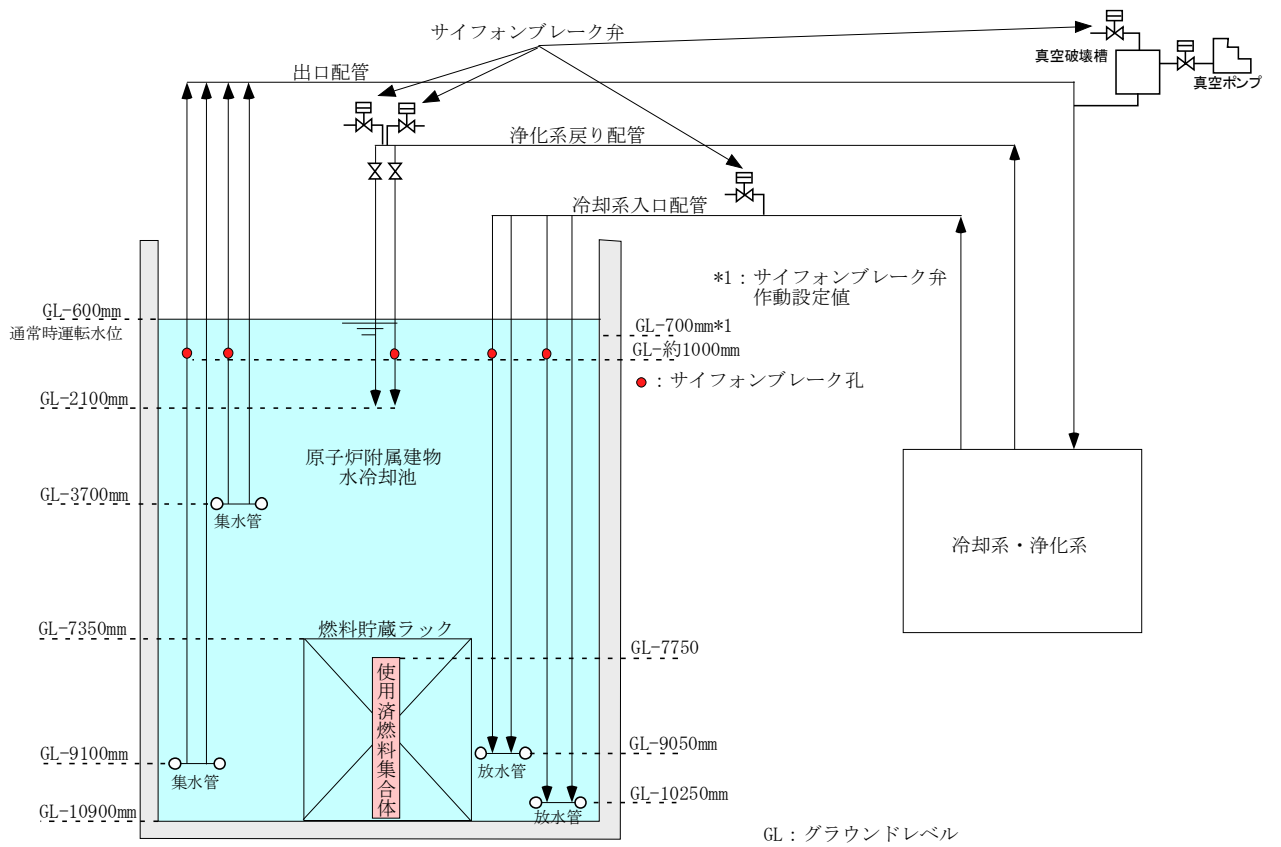 サイフォンブレーク弁
真空破壊槽
真空ポンプ
出口配管
浄化系戻り配管
冷却系入口配管
*1：サイフォンブレーク弁
作動設定値
GL-600mm
通常時運転水位
GL-700mm*1
GL-約1000mm
：サイフォンブレーク孔
GL-2100mm
原子炉附属建物
水冷却池
GL-3700mm
集水管
冷却系・浄化系
GL-7350mm
燃料貯蔵ラック
GL-7750
使用済燃料集合体
GL-9100mm
集水管
GL-9050mm
放水管
GL-10250mm
放水管
GL-10900mm
GL：グラウンドレベル